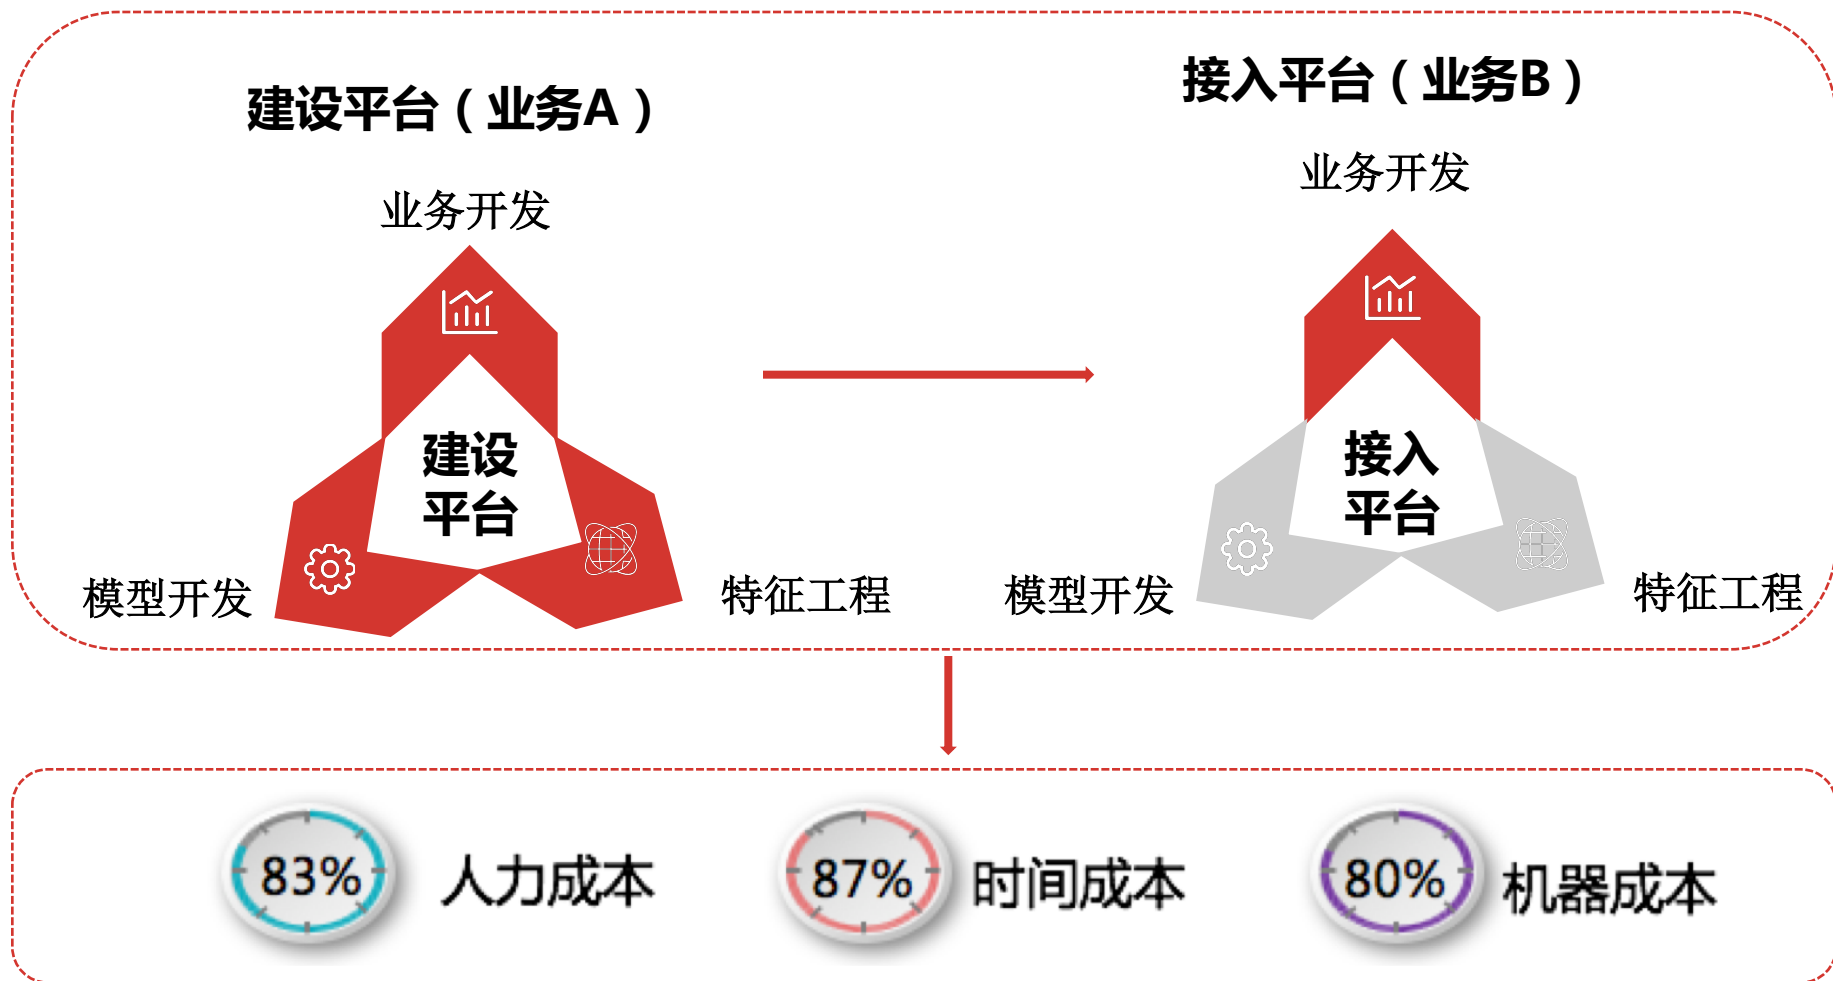 建设平台（业务A）
业务开发
建设
平台
模型开发
特征工程
接入平台（业务B）
业务开发
接入
平台
模型开发
特征工程
83%
人力成本
87%
时间成本
80%
机器成本